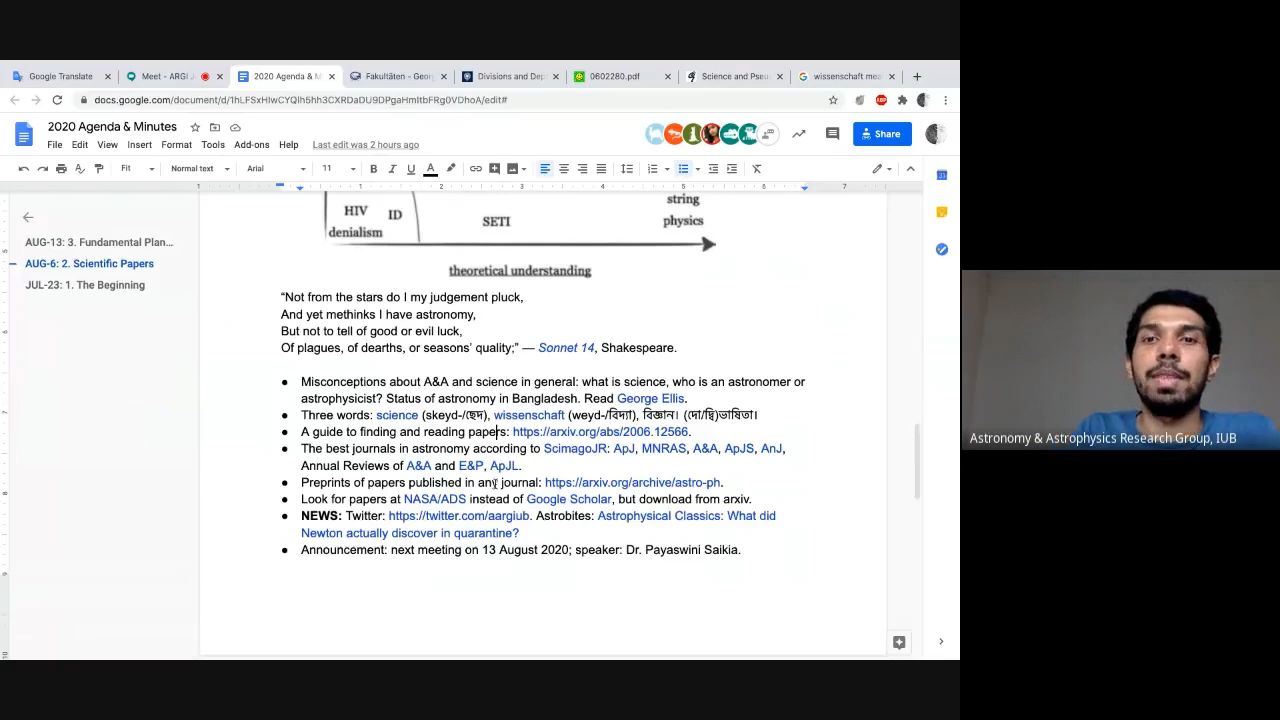 Google Translate
Meet - ARGI J
2020 Agenda & M
Fakultäten - Geor
Divisions and Dep
0602280.pdf
Science and Pseu
wissenschaft mea
docs.google.com/document/d/1hLFSxHlwCYQlh5hh3CXRDaDU9DPgaHmltbFRg0VDhoA/edit#
2020 Agenda & Minutes
File Edit View Insert Format Tools Add-ons Help Last edit was 2 hours ago
Share
Fit Normal text Arial 11
1 1 2 3 4 5 6 7
AUG-13: 3. Fundamental Plan...
AUG-6: 2. Scientific Papers
JUL-23: 1. The Beginning
HIV denialism
ID
SETI
string physics
theoretical understanding
“Not from the stars do I my judgement pluck,
And yet methinks I have astronomy,
But not to tell of good or evil luck,
Of plagues, of dearths, or seasons’ quality;” — Sonnet 14, Shakespeare.
● Misconceptions about A&A and science in general: what is science, who is an astronomer or
astrophysicist? Status of astronomy in Bangladesh. Read George Ellis.
● Three words: science (skeyd-/ছেদ), wissenschaft (weyd-/বিদ্যা), বিজ্ঞান। (দো/দ্বি)ভাষিতা।
● A guide to finding and reading papers: https://arxiv.org/abs/2006.12566.
● The best journals in astronomy according to ScimagoJR: ApJ, MNRAS, A&A, ApJS, AnJ,
Annual Reviews of A&A and E&P, ApJL.
● Preprints of papers published in any journal: https://arxiv.org/archive/astro-ph.
● Look for papers at NASA/ADS instead of Google Scholar, but download from arxiv.
● NEWS: Twitter: https://twitter.com/aargiub. Astrobites: Astrophysical Classics: What did
Newton actually discover in quarantine?
● Announcement: next meeting on 13 August 2020; speaker: Dr. Payaswini Saikia.
Astronomy & Astrophysics Research Group, IUB